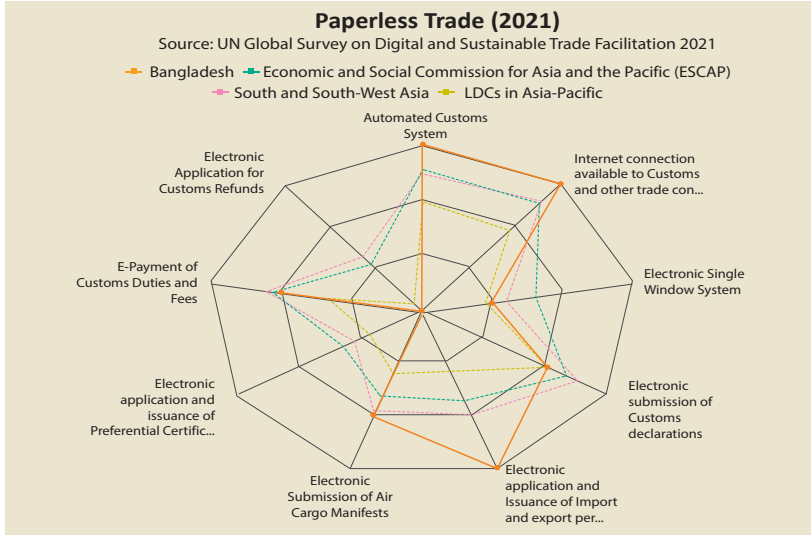 Paperless Trade (2021)
Source: UN Global Survey on Digital and Sustainable Trade Facilitation 2021
Bangladesh Economic and Social Commission for Asia and the Pacific (ESCAP)
South and South-West Asia LDCs in Asia-Pacific
Automated Customs
System
Internet connection
available to Customs
and other trade con...
Electronic Single
Window System
Electronic
submission of
Customs
declarations
Electronic
application and
Issuance of Import
and export per...
Electronic
Submission of Air
Cargo Manifests
Electronic
application and
issuance of
Preferential Certific...
E-Payment of
Customs Duties and
Fees
Electronic
Application for
Customs Refunds